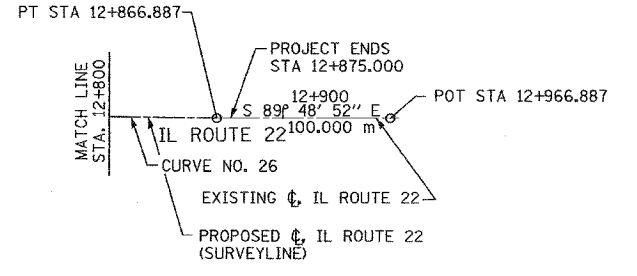 PT STA 12+866.887
PROJECT ENDS
STA 12+875.000
MATCH LINE
STA. 12+800
12+900
S 89° 48' 52" E
100.000 m
POT STA 12+966.887
IL ROUTE 22
CURVE NO. 26
EXISTING ℄, IL ROUTE 22
PROPOSED ℄, IL ROUTE 22
(SURVEYLINE)